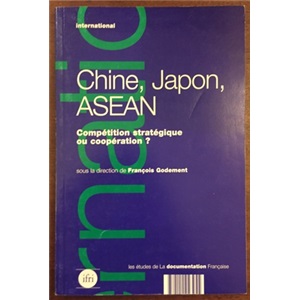 international
Chine, Japon,
ASEAN
Compétition stratégique
ou coopération ?
sous la direction de François Godement
ernatio
ifri
les études de La documentation Française